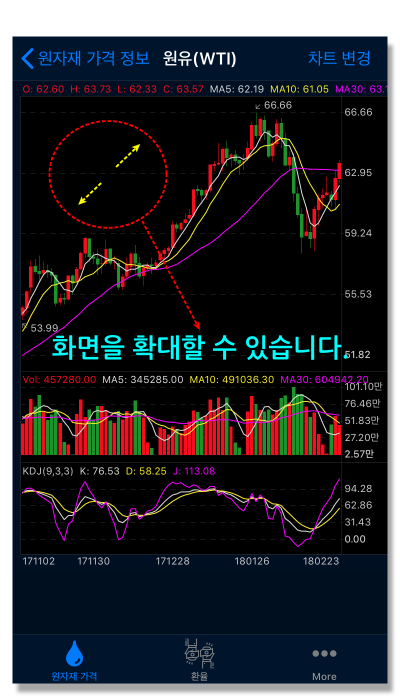 원자재 가격 정보 원유(WTI) 차트 변경
O: 62.60 H: 63.73 L: 62.33 C: 63.57 MA5: 62.19 MA10: 61.05 MA30: 63.1
66.66
66.66
62.95
59.24
55.53
53.99
화면을 확대할 수 있습니다.
51.82
Vol: 457280.00 MA5: 345285.00 MA10: 491036.30 MA30: 604942.20
101.10만
76.46만
51.83만
27.20만
2.57만
KDJ(9,3,3) K: 76.53 D: 58.25 J: 113.08
94.28
62.86
31.43
0.00
171102 171130 171228 180126 180223
원자재 가격 환율 More